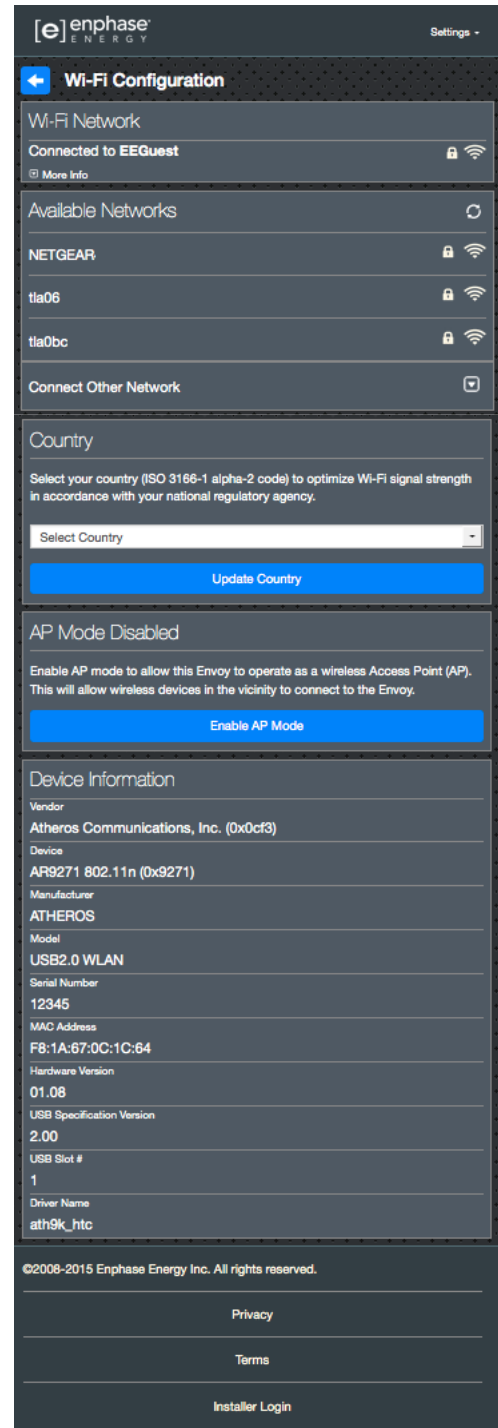 [e] enphase
ENERGY
Settings
Wi-Fi Configuration
Wi-Fi Network
Connected to EEGuest
More Info
Available Networks
NETGEAR
tla06
tla0bc
Connect Other Network
Country
Select your country (ISO 3166-1 alpha-2 code) to optimize Wi-Fi signal strength
in accordance with your national regulatory agency.
Select Country
Update Country
AP Mode Disabled
Enable AP mode to allow this Envoy to operate as a wireless Access Point (AP).
This will allow wireless devices in the vicinity to connect to the Envoy.
Enable AP Mode
Device Information
Vendor
Atheros Communications, Inc. (0x0cf3)
Device
AR9271 802.11n (0x9271)
Manufacturer
ATHEROS
Model
USB2.0 WLAN
Serial Number
12345
MAC Address
F8:1A:67:0C:1C:64
Hardware Version
01.08
USB Specification Version
2.00
USB Slot #
1
Driver Name
ath9k_htc
©2008-2015 Enphase Energy Inc. All rights reserved.
Privacy
Terms
Installer Login